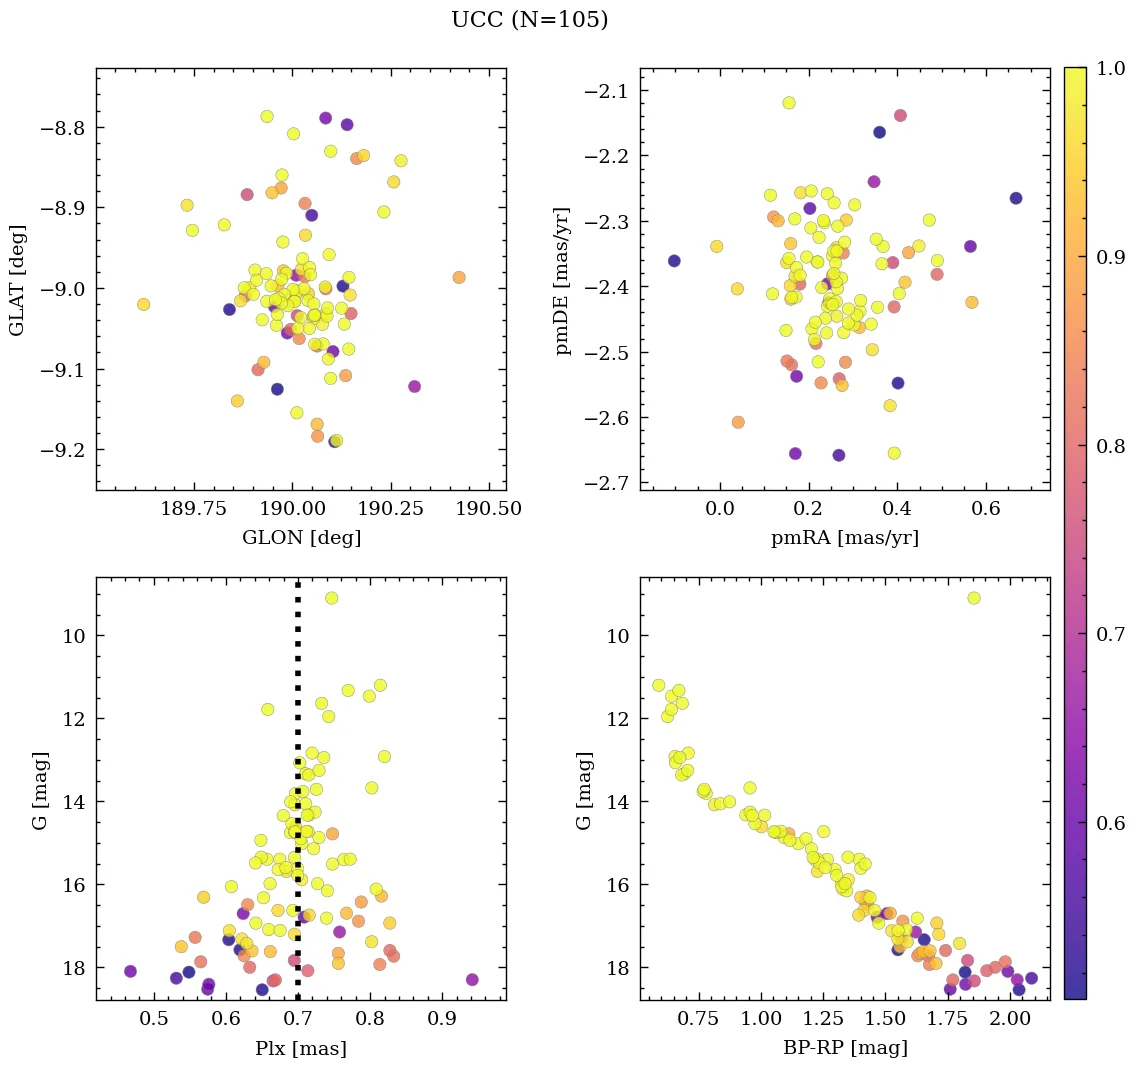 UCC (N=105)
−8.8
−8.9
−9.0
−9.1
−9.2
GLAT [deg]
189.75 190.00 190.25 190.50
GLON [deg]
−2.1
−2.2
−2.3
−2.4
−2.5
−2.6
−2.7
pmDE [mas/yr]
0.0 0.2 0.4 0.6
pmRA [mas/yr]
10
12
14
16
18
G [mag]
0.5 0.6 0.7 0.8 0.9
Plx [mas]
10
12
14
16
18
G [mag]
0.75 1.00 1.25 1.50 1.75 2.00
BP-RP [mag]
1.0
0.9
0.8
0.7
0.6